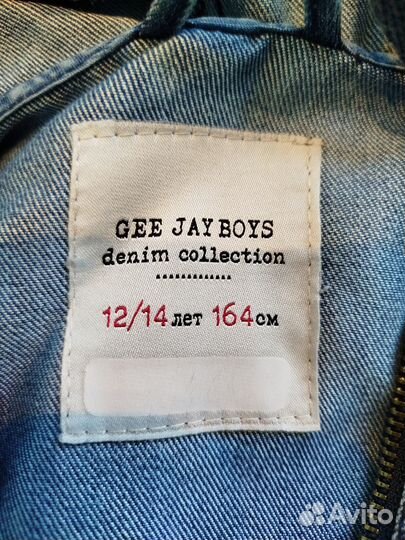 GEE JAY BOYS
denim collection
12/14 лет 164 см
Avito